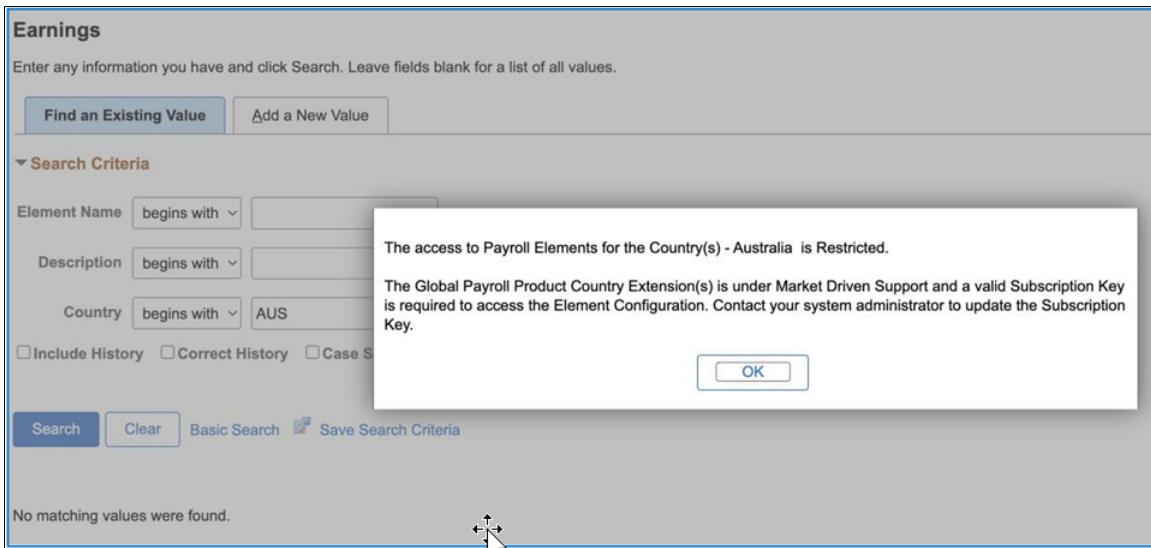 Earnings
Enter any information you have and click Search. Leave fields blank for a list of all values.
Find an Existing Value
Add a New Value
Search Criteria
Element Name begins with
Description begins with
Country begins with AUS
Include History Correct History Case S
The access to Payroll Elements for the Country(s) - Australia is Restricted.
The Global Payroll Product Country Extension(s) is under Market Driven Support and a valid Subscription Key
is required to access the Element Configuration. Contact your system administrator to update the Subscription
Key.
OK
Search Clear Basic Search Save Search Criteria
No matching values were found.